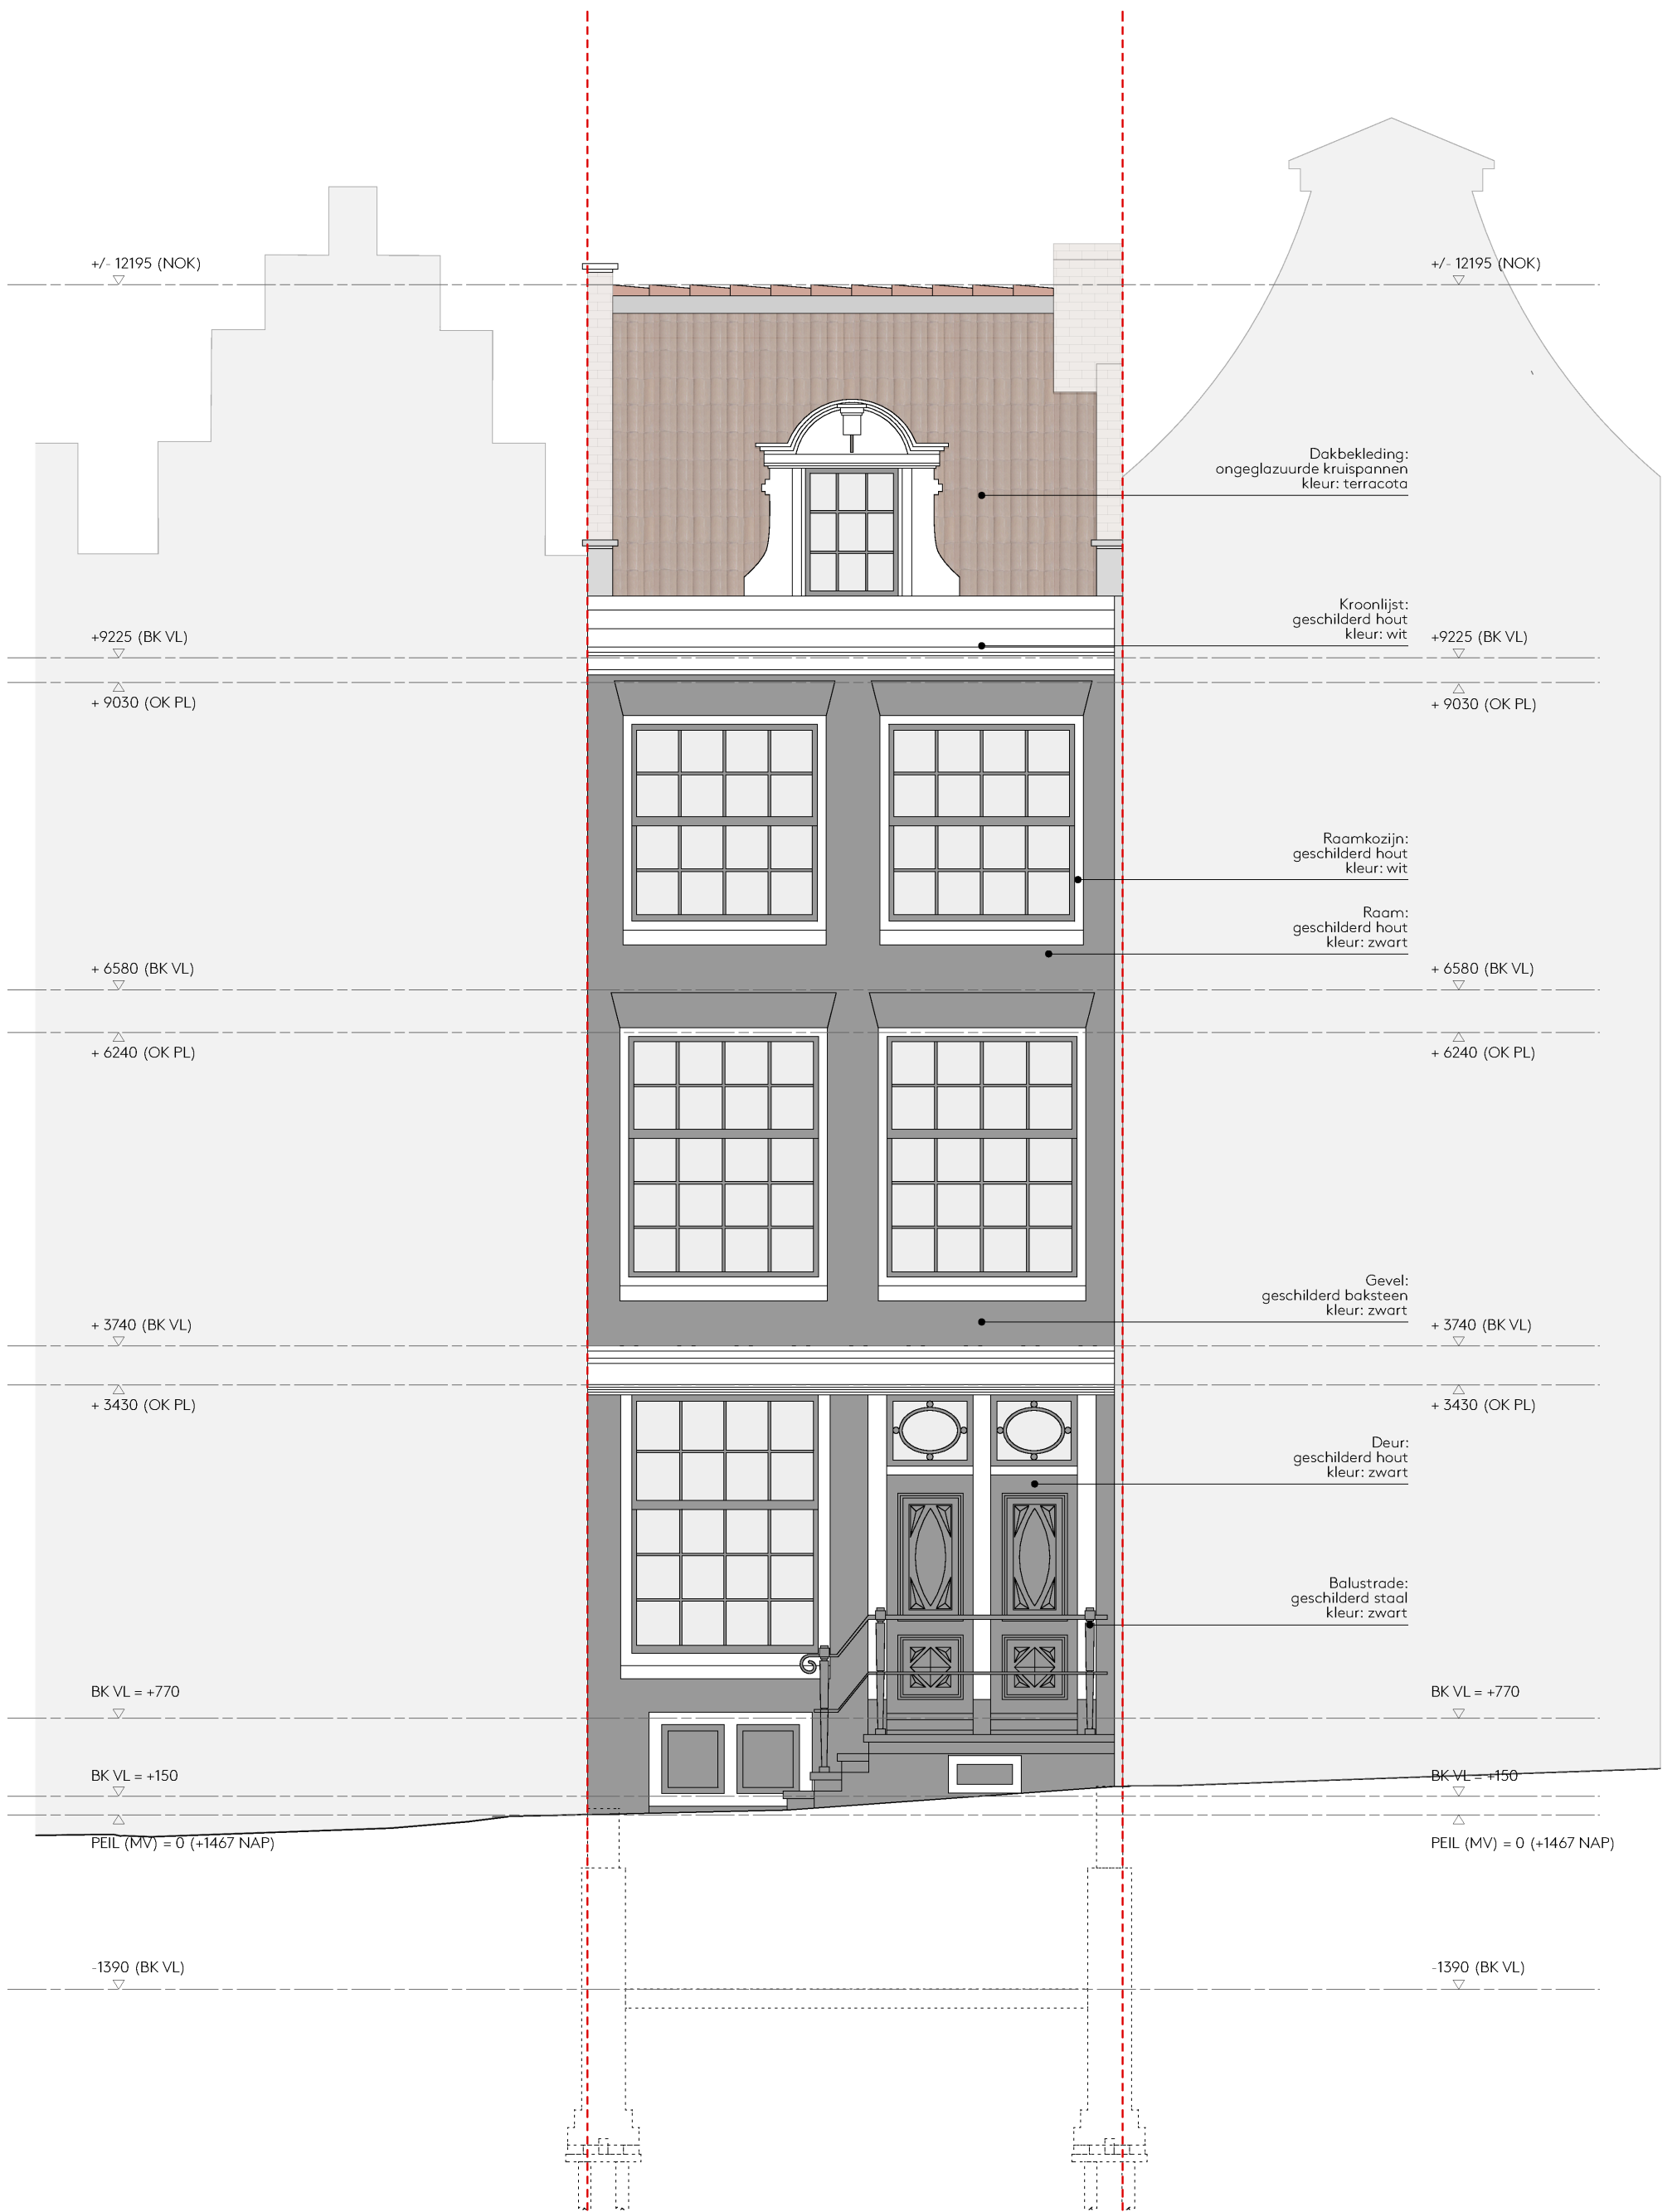 +/- 12195 (NOK)
+/- 12195 (NOK)
Dakbekleding:
ongeglazuurde kruispannen
kleur: terracota
Kroonlijst:
geschilderd hout
kleur: wit
+9225 (BK VL)
+9225 (BK VL)
+ 9030 (OK PL)
+ 9030 (OK PL)
Raamkozijn:
geschilderd hout
kleur: wit
Raam:
geschilderd hout
kleur: zwart
+ 6580 (BK VL)
+ 6580 (BK VL)
+ 6240 (OK PL)
+ 6240 (OK PL)
Gevel:
geschilderd baksteen
kleur: zwart
+ 3740 (BK VL)
+ 3740 (BK VL)
+ 3430 (OK PL)
+ 3430 (OK PL)
Deur:
geschilderd hout
kleur: zwart
Balustrade:
geschilderd staal
kleur: zwart
BK VL = +770
BK VL = +770
BK VL = +150
BK VL = +150
PEIL (MV) = 0 (+1467 NAP)
PEIL (MV) = 0 (+1467 NAP)
-1390 (BK VL)
-1390 (BK VL)